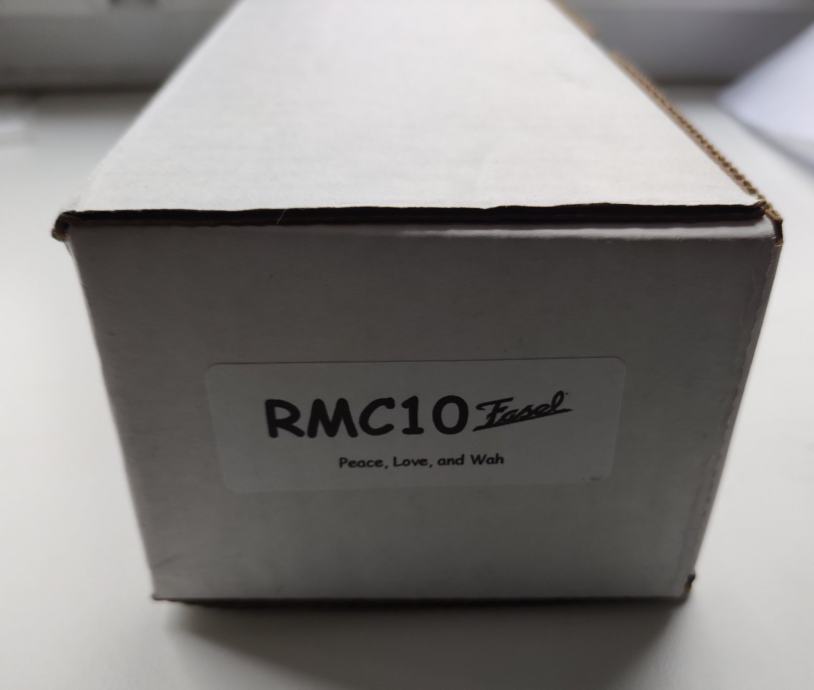 RMC10 Fasel
Peace, Love, and Wah